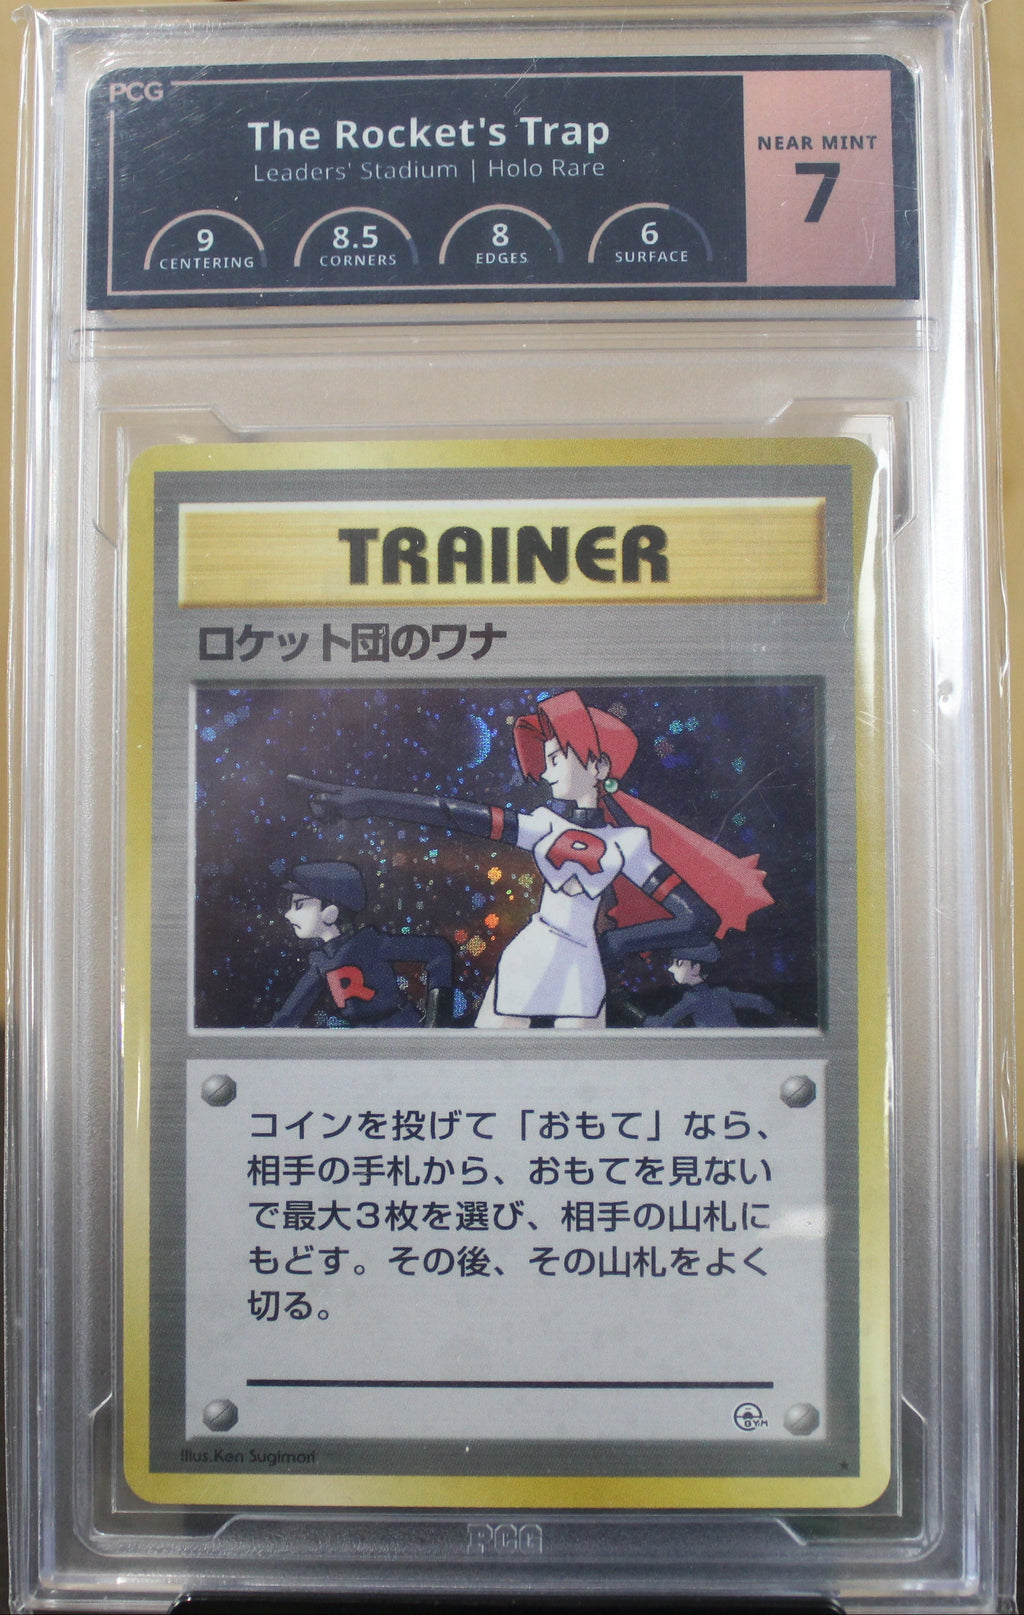 PCG
The Rocket's Trap
Leaders' Stadium | Holo Rare
NEAR MINT
7
9
CENTERING
8.5
CORNERS
8
EDGES
6
SURFACE
TRAINER
ロケット団のワナ
R
R
コインを投げて「おもて」なら、
相手の手札から、おもてを見ない
で最大3枚を選び、相手の山札に
もどす。その後、その山札をよく
切る。
GYM
Illus.Ken Sugimori
★
PCG